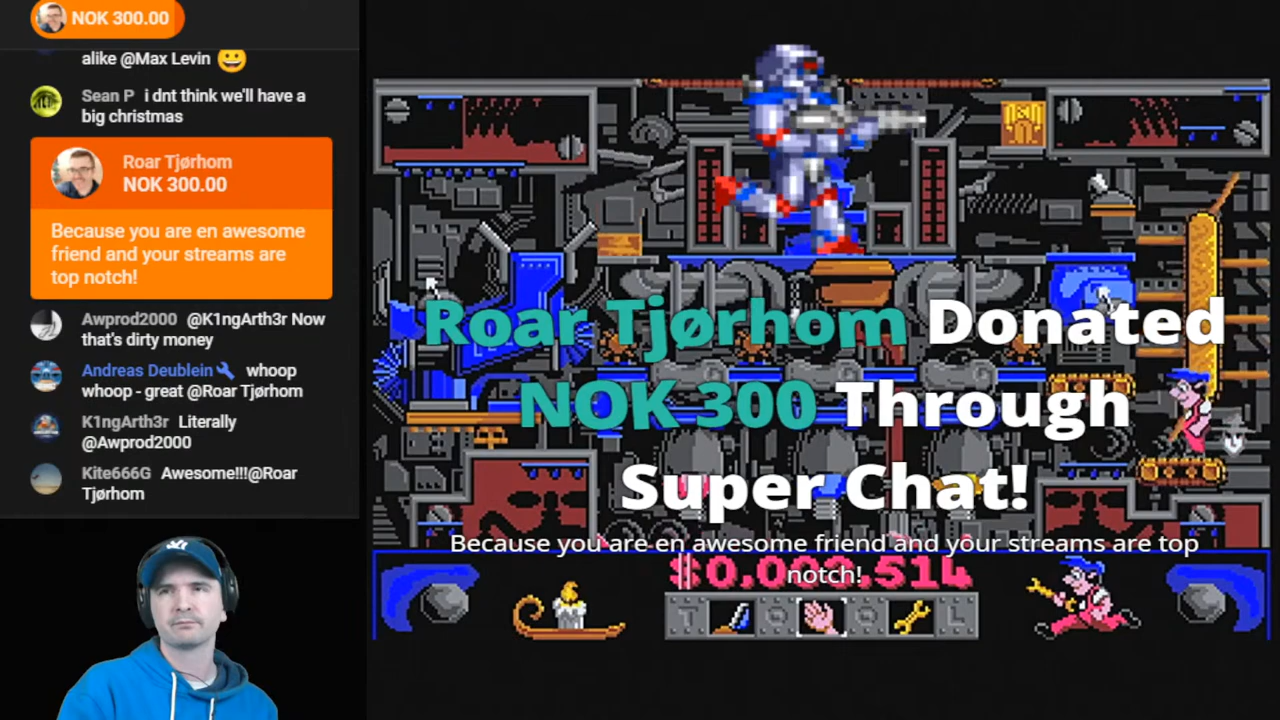 NOK 300.00
alike @Max Levin 😀
Sean P i dnt think we'll have a
big christmas
Roar Tjørhom
NOK 300.00
Because you are en awesome
friend and your streams are
top notch!
Awprod2000 @K1ngArth3r Now
that's dirty money
Andreas Deublein whoop
whoop - great @Roar Tjørhom
K1ngArth3r Literally
@Awprod2000
Kite666G Awesome!!!@Roar
Tjørhom
Roar Tjørhom Donated
NOK 300 Through
Super Chat!
Because you are en awesome friend and your streams are top
notch!
T O O L